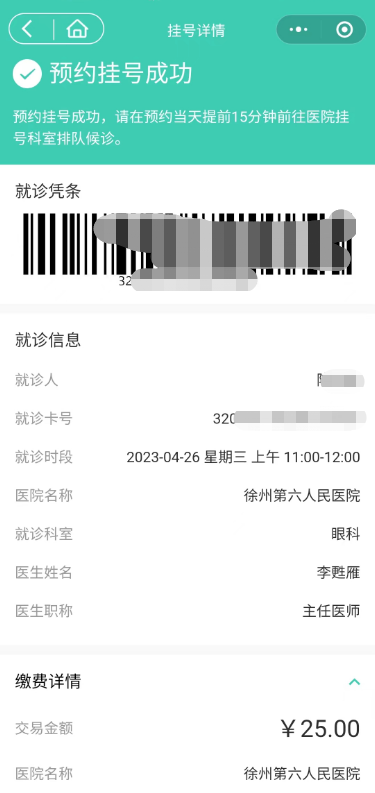 挂号详情
预约挂号成功
预约挂号成功，请在预约当天提前15分钟前往医院挂
号科室排队候诊。
就诊凭条
32
就诊信息
就诊人
就诊卡号 320
就诊时段 2023-04-26 星期三 上午 11:00-12:00
医院名称 徐州第六人民医院
就诊科室 眼科
医生姓名 李甦雁
医生职称 主任医师
缴费详情
交易金额 ￥25.00
医院名称 徐州第六人民医院